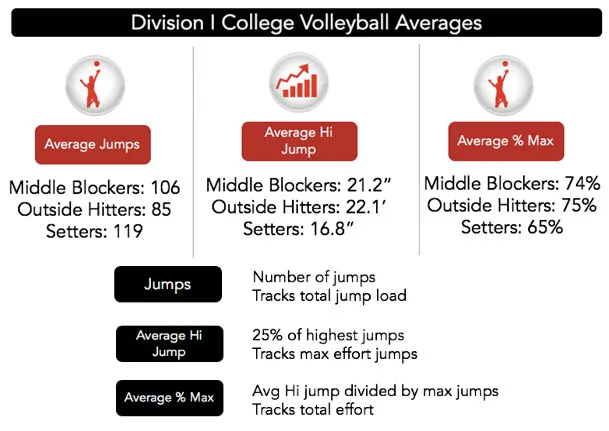 Division I College Volleyball Averages
Average Jumps
Middle Blockers: 106
Outside Hitters: 85
Setters: 119
Average Hi
Jump
Middle Blockers: 21.2”
Outside Hitters: 22.1’
Setters: 16.8”
Average % Max
Middle Blockers: 74%
Outside Hitters: 75%
Setters: 65%
Jumps
Number of jumps
Tracks total jump load
Average Hi
Jump
25% of highest jumps
Tracks max effort jumps
Average % Max
Avg Hi jump divided by max jumps
Tracks total effort